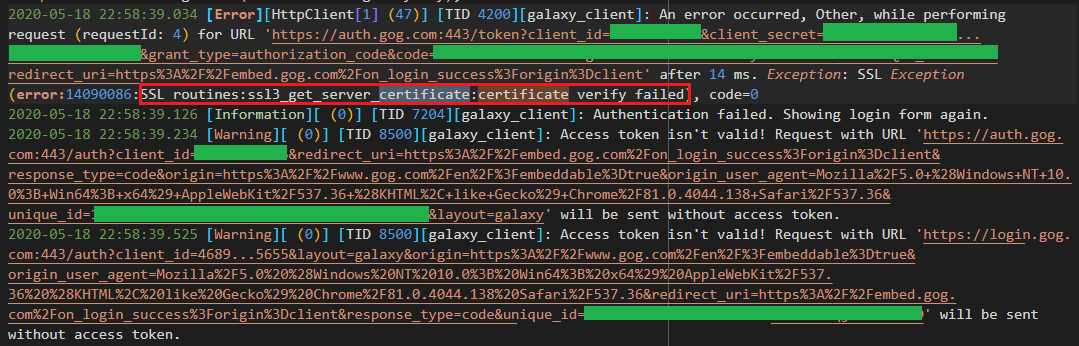 2020-05-18 22:58:39.034 [Error][HttpClient[1] (47)] [TID 4200][galaxy_client]: An error occurred, Other, while performing
request (requestId: 4) for URL 'https://auth.gog.com:443/token?client_id= &client_secret= ...
&grant_type=authorization_code&code=
redirect_uri=https%3A%2F%2Fembed.gog.com%2Fon_login_success%3Forigin%3Dclient' after 14 ms. Exception: SSL Exception
(error:14090086:SSL routines:ssl3_get_server_certificate:certificate verify failed), code=0
2020-05-18 22:58:39.126 [Information][ (0)] [TID 7204][galaxy_client]: Authentication failed. Showing login form again.
2020-05-18 22:58:39.234 [Warning][ (0)] [TID 8500][galaxy_client]: Access token isn't valid! Request with URL 'https://auth.gog.
com:443/auth?client_id= &redirect_uri=https%3A%2F%2Fembed.gog.com%2Fon_login_success%3Forigin%3Dclient&
response_type=code&origin=https%3A%2F%2Fwww.gog.com%2Fen%2F%3Fembeddable%3Dtrue&origin_user_agent=Mozilla%2F5.0+%28Windows+NT+10.
0%3B+Win64%3B+x64%29+AppleWebKit%2F537.36+%28KHTML%2C+like+Gecko%29+Chrome%2F81.0.4044.138+Safari%2F537.36&
unique_id= &layout=galaxy' will be sent without access token.
2020-05-18 22:58:39.525 [Warning][ (0)] [TID 8500][galaxy_client]: Access token isn't valid! Request with URL 'https://login.gog.
com:443/auth?client_id=4689...5655&layout=galaxy&origin=https%3A%2F%2Fwww.gog.com%2Fen%2F%3Fembeddable%3Dtrue&
origin_user_agent=Mozilla%2F5.0%20%28Windows%20NT%2010.0%3B%20Win64%3B%20x64%29%20AppleWebKit%2F537.
36%20%28KHTML%2C%20like%20Gecko%29%20Chrome%2F81.0.4044.138%20Safari%2F537.36&redirect_uri=https%3A%2F%2Fembed.gog.
com%2Fon_login_success%3Forigin%3Dclient&response_type=code&unique_id= ' will be sent
without access token.